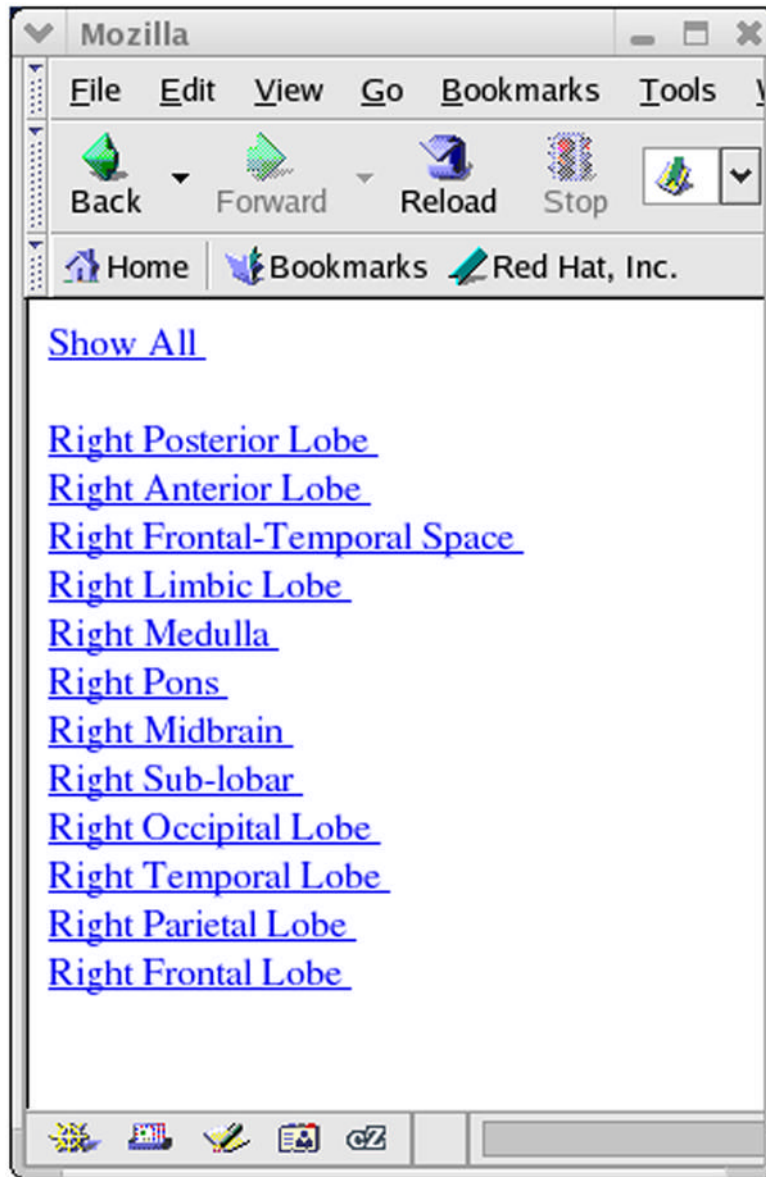 Mozilla
File Edit View Go Bookmarks Tools
Back Forward Reload Stop
Home Bookmarks Red Hat, Inc.
Show All
Right Posterior Lobe
Right Anterior Lobe
Right Frontal-Temporal Space
Right Limbic Lobe
Right Medulla
Right Pons
Right Midbrain
Right Sub-lobar
Right Occipital Lobe
Right Temporal Lobe
Right Parietal Lobe
Right Frontal Lobe